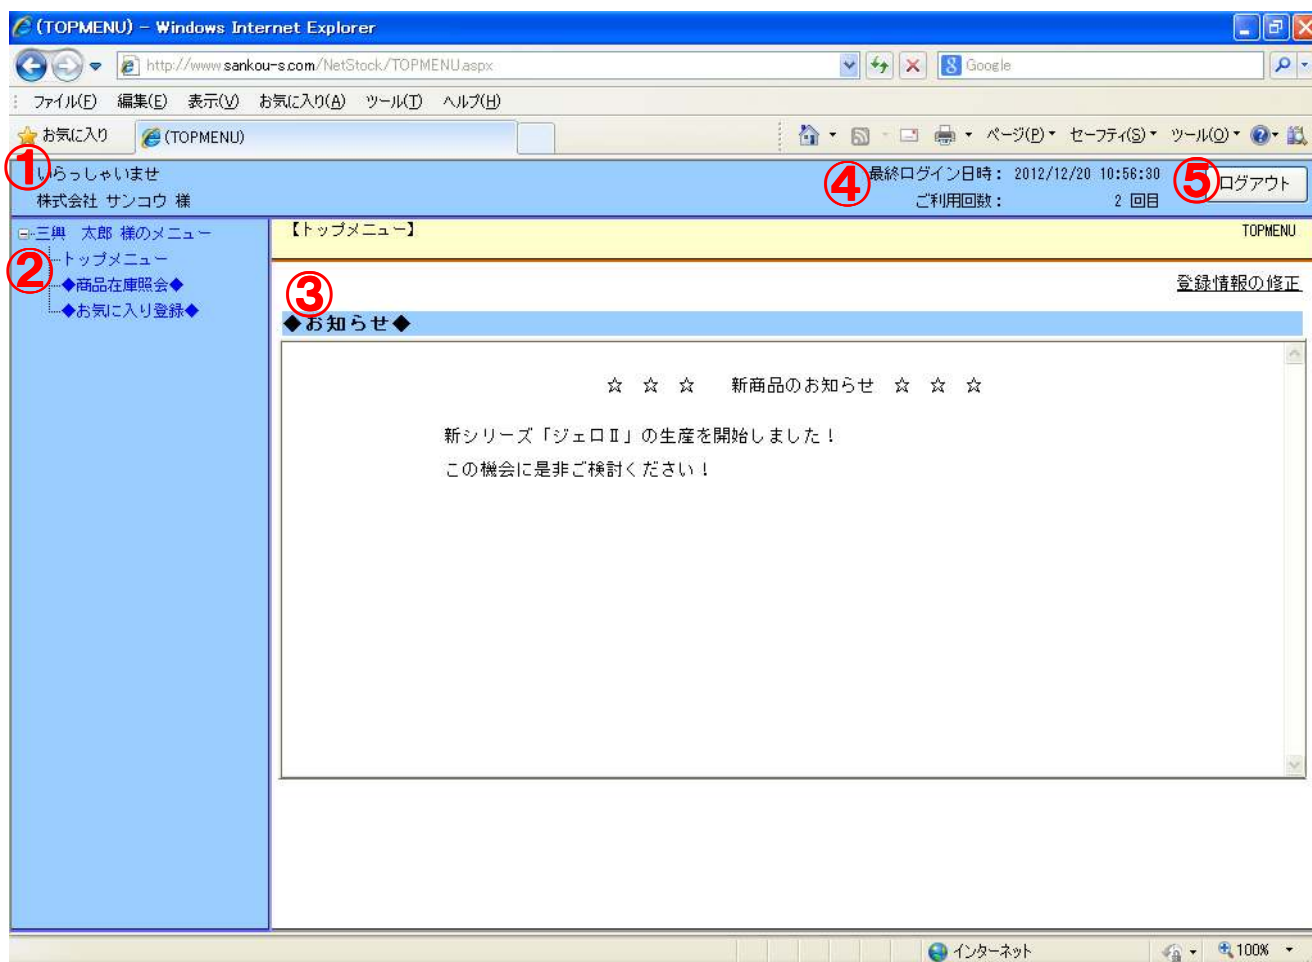 (TOPMENU) - Windows Internet Explorer
http://www.sankou-s.com/NetStock/TOPMENU.aspx
Google
ファイル(F) 編集(E) 表示(V) お気に入り(A) ツール(T) ヘルプ(H)
お気に入り (TOPMENU) ページ(P) セーフティ(S) ツール(O)
① いらっしゃいませ
株式会社 サンコウ 様
④ 最終ログイン日時： 2012/12/20 10:56:30
ご利用回数： 2 回目
⑤ ログアウト
三興 太郎 様のメニュー
トップメニュー
② ◆商品在庫照会◆
◆お気に入り登録◆
【トップメニュー】 TOPMENU
登録情報の修正
③
◆お知らせ◆
☆ ☆ ☆ 新商品のお知らせ ☆ ☆ ☆
新シリーズ「ジェロⅡ」の生産を開始しました！
この機会に是非ご検討ください！
インターネット 100%